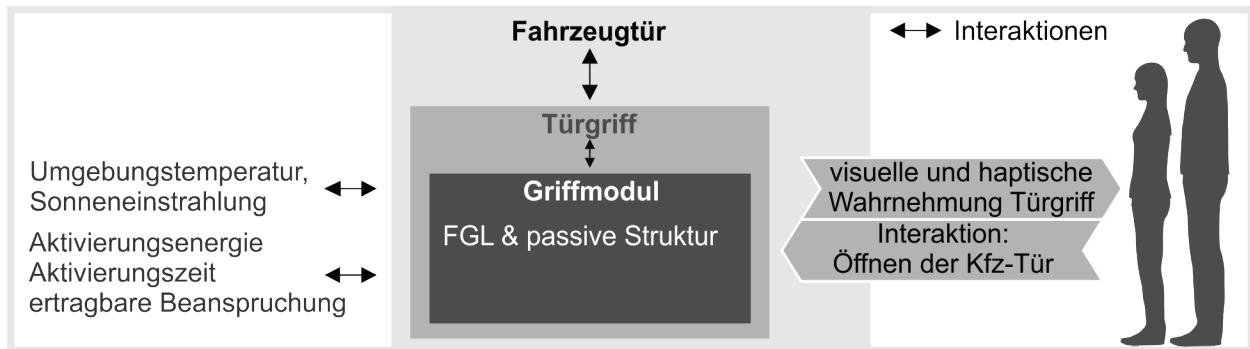 Fahrzeugtür
Interaktionen
Türgriff
Griffmodul
FGL & passive Struktur
Umgebungstemperatur,
Sonneneinstrahlung
Aktivierungsenergie
Aktivierungszeit
ertragbare Beanspruchung
visuelle und haptische
Wahrnehmung Türgriff
Interaktion:
Öffnen der Kfz-Tür